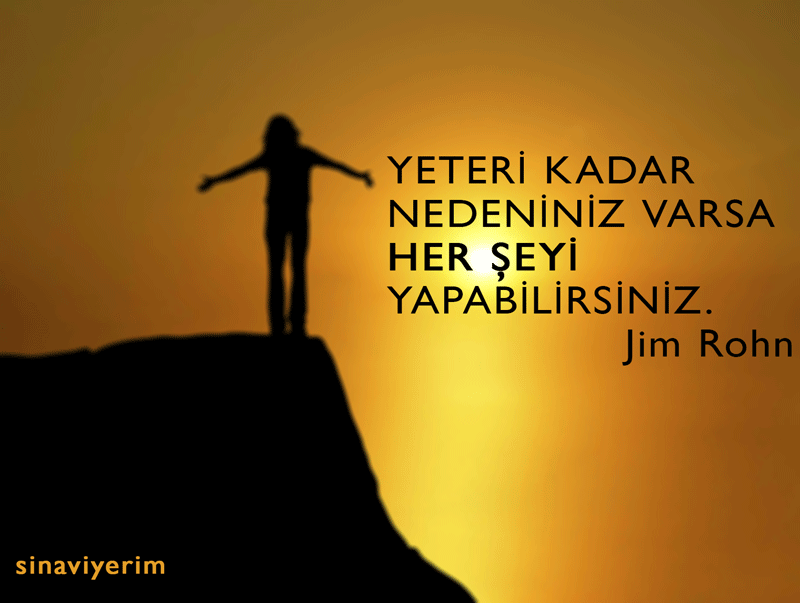 YETERİ KADAR
NEDENİNİZ VARSA
HER ŞEYİ
YAPABİLİRSİNİZ.
Jim Rohn
sinaviyerim